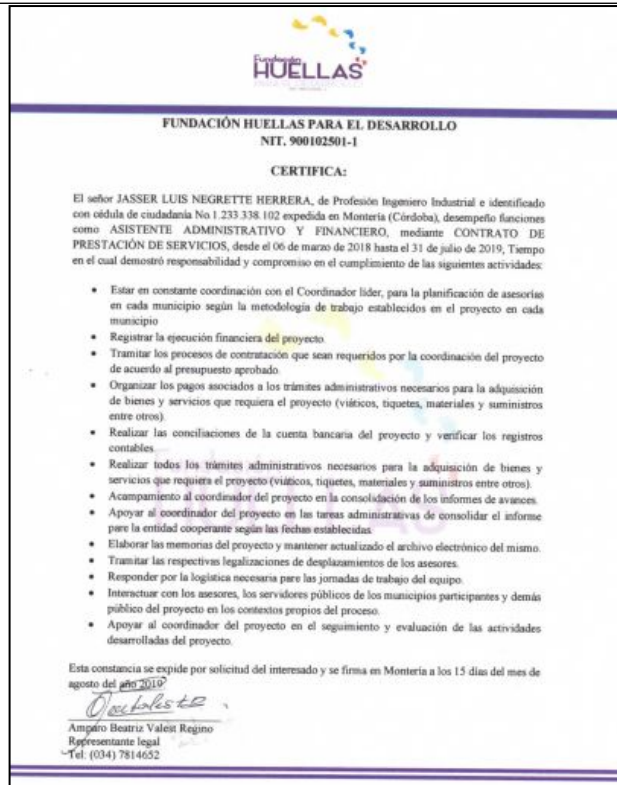 Fundación
HUELLAS
FUNDACIÓN HUELLAS PARA EL DESARROLLO
NIT. 900102501-1
CERTIFICA:
El señor JASSER LUIS NEGRETTE HERRERA, de Profesión Ingeniero Industrial e identificado
con cédula de ciudadanía No 1.233.338.102 expedida en Montería (Córdoba), desempeño funciones
como ASISTENTE ADMINISTRATIVO Y FINANCIERO, mediante CONTRATO DE
PRESTACIÓN DE SERVICIOS, desde el 06 de marzo de 2018 hasta el 31 de julio de 2019, Tiempo
en el cual demostró responsabilidad y compromiso en el cumplimiento de las siguientes actividades:
• Estar en constante coordinación con el Coordinador líder, para la planificación de asesorías
en cada municipio según la metodología de trabajo establecidos en el proyecto en cada
municipio
• Registrar la ejecución financiera del proyecto.
• Tramitar los procesos de contratación que sean requeridos por la coordinación del proyecto
de acuerdo al presupuesto aprobado.
• Organizar los pagos asociados a los trámites administrativos necesarios para la adquisición
de bienes y servicios que requiera el proyecto (viáticos, tiquetes, materiales y suministros
entre otros).
• Realizar las conciliaciones de la cuenta bancaria del proyecto y verificar los registros
contables.
• Realizar todos los trámites administrativos necesarios para la adquisición de bienes y
servicios que requiera el proyecto (viáticos, tiquetes, materiales y suministros entre otros).
• Acampamiento al coordinador del proyecto en la consolidación de los informes de avances.
• Apoyar al coordinador del proyecto en las tareas administrativas de consolidar el informe
pare la entidad cooperante según las fechas establecidas.
• Elaborar las memorias del proyecto y mantener actualizado el archivo electrónico del mismo.
• Tramitar las respectivas legalizaciones de desplazamientos de los asesores.
• Responder por la logística necesaria pare las jornadas de trabajo del equipo.
• Interactuar con los asesores, los servidores públicos de los municipios participantes y demás
público del proyecto en los contextos propios del proceso.
• Apoyar al coordinador del proyecto en el seguimiento y evaluación de las actividades
desarrolladas del proyecto.
Esta constancia se expide por solicitud del interesado y se firma en Montería a los 15 días del mes de
agosto del año 2019
Amparo Beatriz Valest Regino
Representante legal
Tel: (034) 7814652